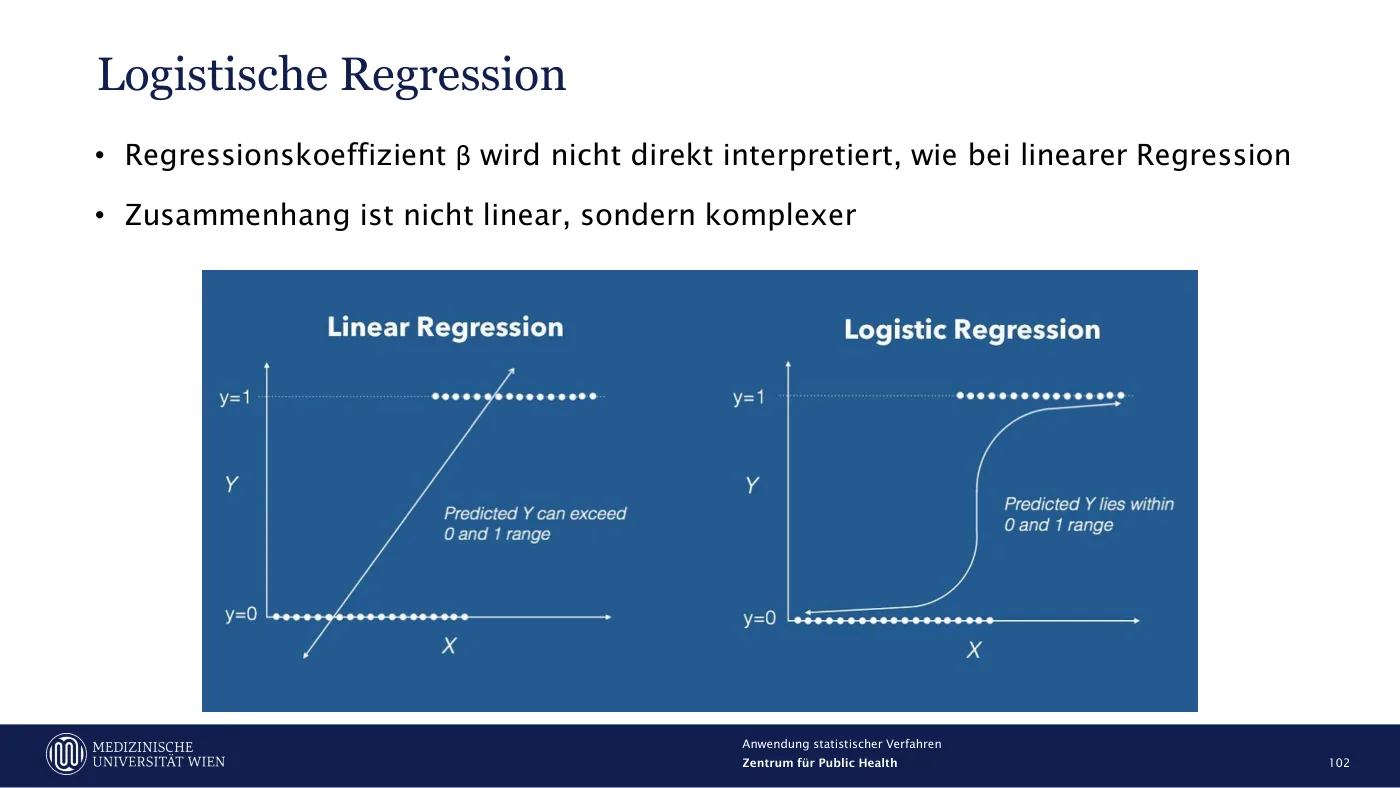 Logistische Regression
• Regressionskoeffizient β wird nicht direkt interpretiert, wie bei linearer Regression
• Zusammenhang ist nicht linear, sondern komplexer
Linear Regression
y=1
Y
Predicted Y can exceed
0 and 1 range
y=0
X
Logistic Regression
y=1
Y
Predicted Y lies within
0 and 1 range
y=0
X
MEDIZINISCHE
UNIVERSITÄT WIEN
Anwendung statistischer Verfahren
Zentrum für Public Health
102